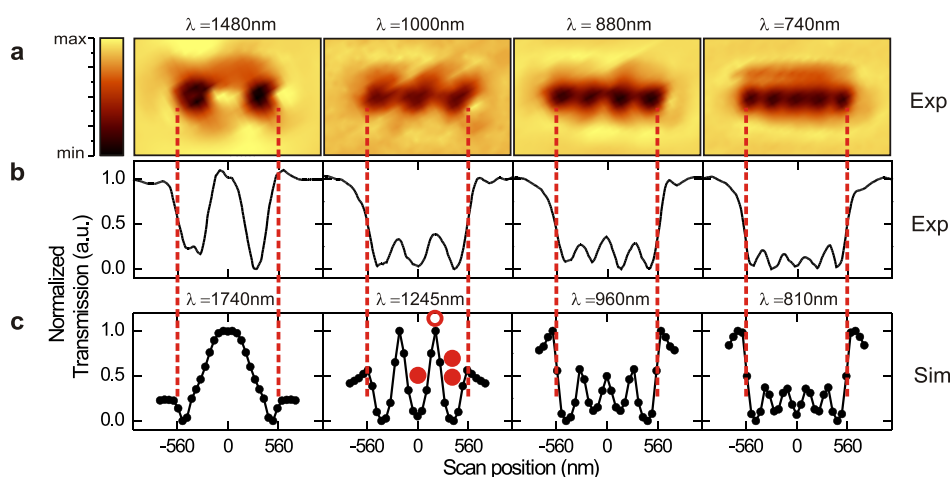 λ =1480nm λ =1000nm λ =880nm λ =740nm
a max
min
Exp
b 1.0
0.5
0.0
Exp
Normalized
Transmission (a.u.)
λ =1740nm λ =1245nm λ =960nm λ =810nm
c 1.0
0.5
0.0
Sim
-560 0 560 -560 0 560 -560 0 560 -560 0 560
Scan position (nm)